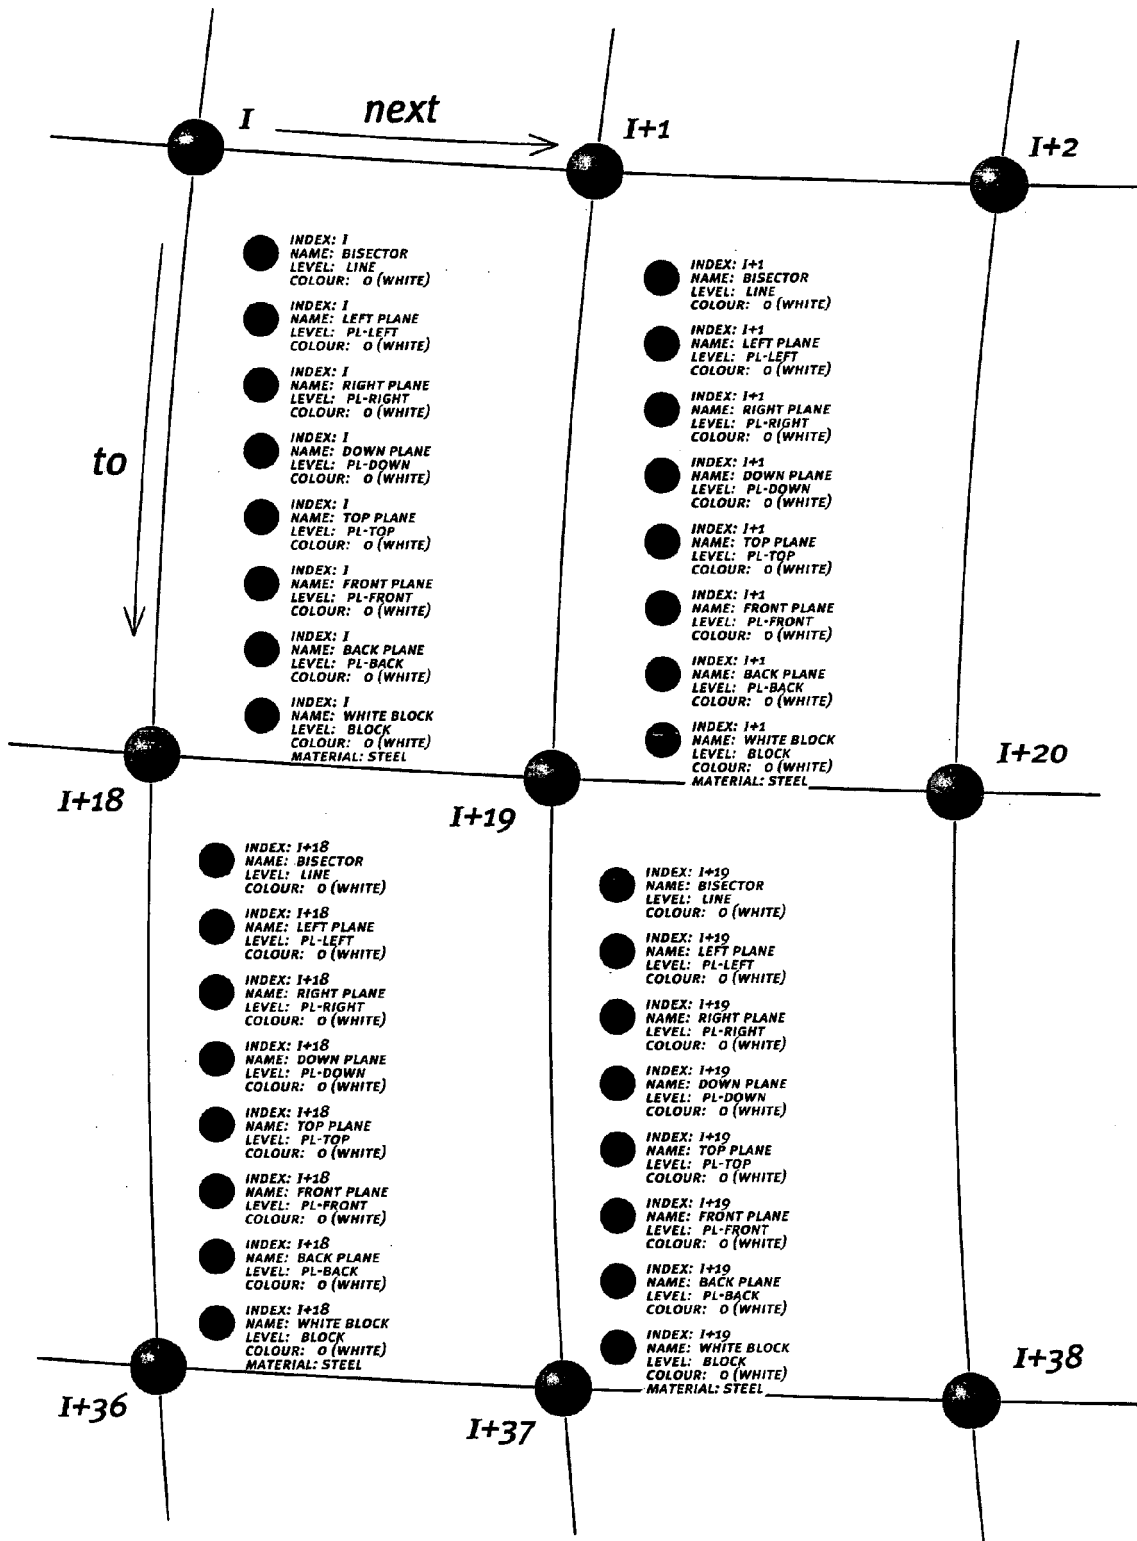 next
I
I+1
I+2
to
INDEX: I
NAME: BISECTOR
LEVEL: LINE
COLOUR: 0 (WHITE)
INDEX: I
NAME: LEFT PLANE
LEVEL: PL-LEFT
COLOUR: 0 (WHITE)
INDEX: I
NAME: RIGHT PLANE
LEVEL: PL-RIGHT
COLOUR: 0 (WHITE)
INDEX: I
NAME: DOWN PLANE
LEVEL: PL-DOWN
COLOUR: 0 (WHITE)
INDEX: I
NAME: TOP PLANE
LEVEL: PL-TOP
COLOUR: 0 (WHITE)
INDEX: I
NAME: FRONT PLANE
LEVEL: PL-FRONT
COLOUR: 0 (WHITE)
INDEX: I
NAME: BACK PLANE
LEVEL: PL-BACK
COLOUR: 0 (WHITE)
INDEX: I
NAME: WHITE BLOCK
LEVEL: BLOCK
COLOUR: 0 (WHITE)
MATERIAL: STEEL
INDEX: I+1
NAME: BISECTOR
LEVEL: LINE
COLOUR: 0 (WHITE)
INDEX: I+1
NAME: LEFT PLANE
LEVEL: PL-LEFT
COLOUR: 0 (WHITE)
INDEX: I+1
NAME: RIGHT PLANE
LEVEL: PL-RIGHT
COLOUR: 0 (WHITE)
INDEX: I+1
NAME: DOWN PLANE
LEVEL: PL-DOWN
COLOUR: 0 (WHITE)
INDEX: I+1
NAME: TOP PLANE
LEVEL: PL-TOP
COLOUR: 0 (WHITE)
INDEX: I+1
NAME: FRONT PLANE
LEVEL: PL-FRONT
COLOUR: 0 (WHITE)
INDEX: I+1
NAME: BACK PLANE
LEVEL: PL-BACK
COLOUR: 0 (WHITE)
INDEX: I+1
NAME: WHITE BLOCK
LEVEL: BLOCK
COLOUR: 0 (WHITE)
MATERIAL: STEEL
I+18
I+19
I+20
INDEX: I+18
NAME: BISECTOR
LEVEL: LINE
COLOUR: 0 (WHITE)
INDEX: I+18
NAME: LEFT PLANE
LEVEL: PL-LEFT
COLOUR: 0 (WHITE)
INDEX: I+18
NAME: RIGHT PLANE
LEVEL: PL-RIGHT
COLOUR: 0 (WHITE)
INDEX: I+18
NAME: DOWN PLANE
LEVEL: PL-DOWN
COLOUR: 0 (WHITE)
INDEX: I+18
NAME: TOP PLANE
LEVEL: PL-TOP
COLOUR: 0 (WHITE)
INDEX: I+18
NAME: FRONT PLANE
LEVEL: PL-FRONT
COLOUR: 0 (WHITE)
INDEX: I+18
NAME: BACK PLANE
LEVEL: PL-BACK
COLOUR: 0 (WHITE)
INDEX: I+18
NAME: WHITE BLOCK
LEVEL: BLOCK
COLOUR: 0 (WHITE)
MATERIAL: STEEL
INDEX: I+19
NAME: BISECTOR
LEVEL: LINE
COLOUR: 0 (WHITE)
INDEX: I+19
NAME: LEFT PLANE
LEVEL: PL-LEFT
COLOUR: 0 (WHITE)
INDEX: I+19
NAME: RIGHT PLANE
LEVEL: PL-RIGHT
COLOUR: 0 (WHITE)
INDEX: I+19
NAME: DOWN PLANE
LEVEL: PL-DOWN
COLOUR: 0 (WHITE)
INDEX: I+19
NAME: TOP PLANE
LEVEL: PL-TOP
COLOUR: 0 (WHITE)
INDEX: I+19
NAME: FRONT PLANE
LEVEL: PL-FRONT
COLOUR: 0 (WHITE)
INDEX: I+19
NAME: BACK PLANE
LEVEL: PL-BACK
COLOUR: 0 (WHITE)
INDEX: I+19
NAME: WHITE BLOCK
LEVEL: BLOCK
COLOUR: 0 (WHITE)
MATERIAL: STEEL
I+36
I+37
I+38